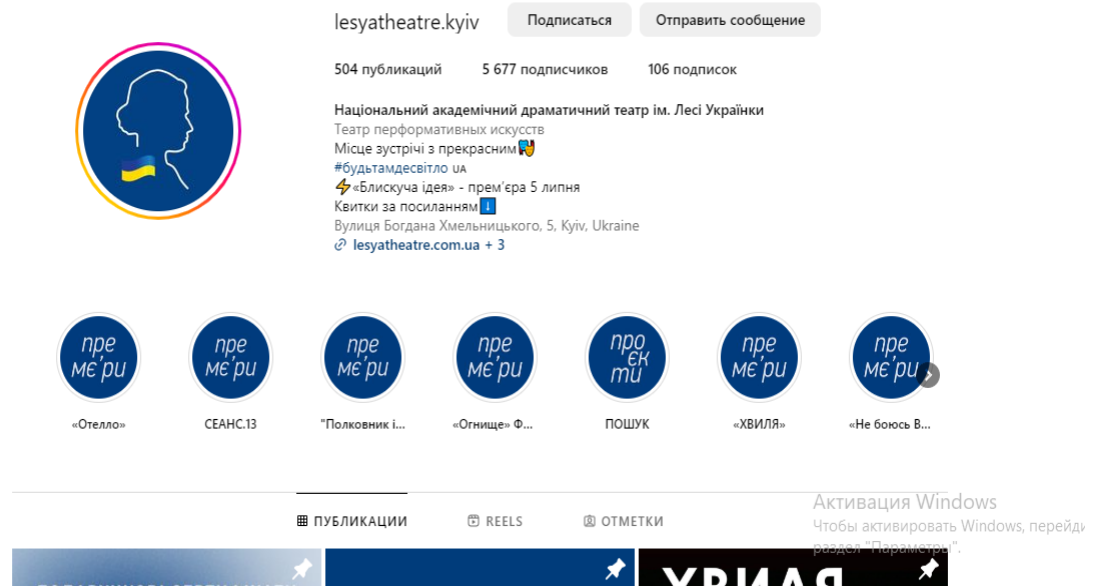 lesyatheatre.kyiv Подписаться Отправить сообщение
504 публикаций 5 677 подписчиков 106 подписок
Національний академічний драматичний театр ім. Лесі Українки
Театр перформативных искусств
Місце зустрічі з прекрасним
#будьтамдесвітло UA
⚡«Блискуча ідея» - прем՚єра 5 липня
Квитки за посиланням⬇
Вулиця Богдана Хмельницького, 5, Kyiv, Ukraine
lesyatheatre.com.ua + 3
пре
мє՚ри
пре
мє՚ри
пре
мє՚ри
пре
мє՚ри
про
єк
ти
пре
мє՚ри
пре
мє՚ри
«Отелло» СЕАНС.13 "Полковник і... «Огнище» Ф... ПОШУК «ХВИЛЯ» «Не боюсь В...
ПУБЛИКАЦИИ REELS ОТМЕТКИ
Активация Windows
Чтобы активировать Windows, перейди
раздел "Параметры".
ХВИЛЯ